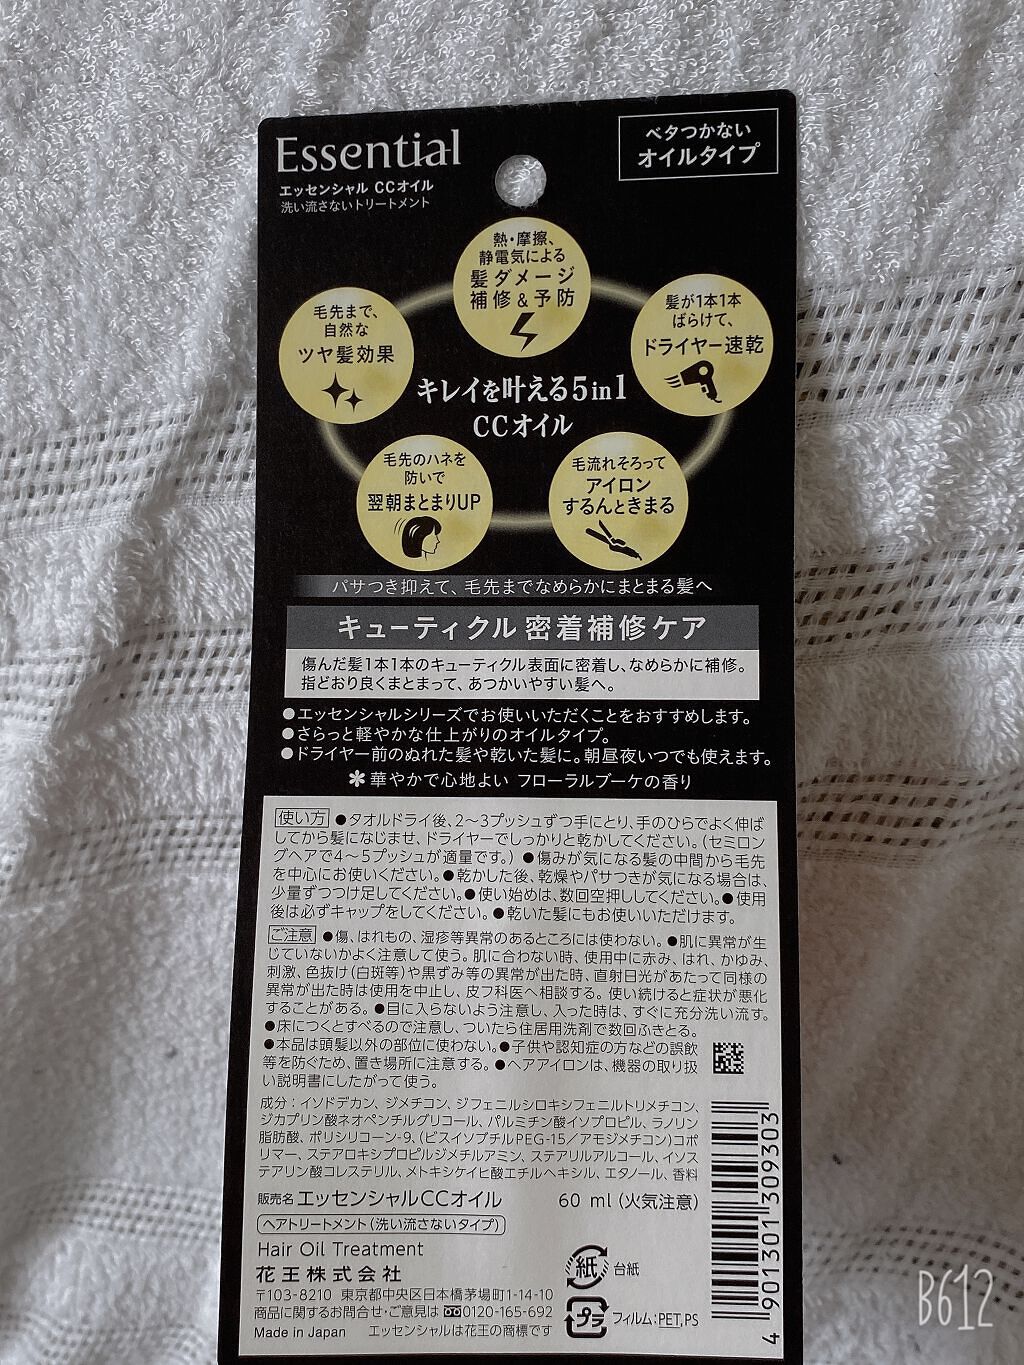 Essential
エッセンシャル CCオイル
洗い流さないトリートメント
ベタつかない
オイルタイプ
熱・摩擦、
静電気による
髪ダメージ
補修&予防
毛先まで、
自然な
ツヤ髪効果
髪が1本1本
ばらけて、
ドライヤー速乾
キレイを叶える5in1
CCオイル
毛先のハネを
防いで
翌朝まとまりUP
毛流れそろって
アイロン
するんときまる
パサつき抑えて、毛先までなめらかにまとまる髪へ
キューティクル密着補修ケア
傷んだ髪1本1本のキューティクル表面に密着し、なめらかに補修。
指どおり良くまとまって、あつかいやすい髪へ。
●エッセンシャルシリーズでお使いいただくことをおすすめします。
●さらっと軽やかな仕上がりのオイルタイプ。
●ドライヤー前のぬれた髪や乾いた髪に。朝昼夜いつでも使えます。
✽華やかで心地よい フローラルブーケの香り
使い方 ●タオルドライ後、2～3プッシュずつ手にとり、手のひらでよく伸ば
してから髪になじませ、ドライヤーでしっかりと乾かしてください。(セミロン
グヘアで4～5プッシュが適量です。) ●傷みが気になる髪の中間から毛先
を中心にお使いください。●乾かした後、乾燥やパサつきが気になる場合は、
少量ずつつけ足してください。●使い始めは、数回空押ししてください。●使用
後は必ずキャップをしてください。●乾いた髪にもお使いいただけます。
ご注意 ●傷、はれもの、湿疹等異常のあるところには使わない。●肌に異常が生
じていないかよく注意して使う。肌に合わない時、使用中に赤み、はれ、かゆみ、
刺激、色抜け(白斑等)や黒ずみ等の異常が出た時、直射日光があたって同様の
異常が出た時は使用を中止し、皮フ科医へ相談する。使い続けると症状が悪化
することがある。●目に入らないよう注意し、入った時は、すぐに充分洗い流す。
●床につくとすべるので注意し、ついたら住居用洗剤で数回ふきとる。
●本品は頭髪以外の部位に使わない。●子供や認知症の方などの誤飲
等を防ぐため、置き場所に注意する。●ヘアアイロンは、機器の取り扱
い説明書にしたがって使う。
成分：イソドデカン、ジメチコン、ジフェニルシロキシフェニルトリメチコン、
ジカプリン酸ネオペンチルグリコール、パルミチン酸イソプロピル、ラノリン
脂肪酸、ポリシリコーン-9、(ビスイソブチルPEG-15／アモジメチコン)コポ
リマー、ステアロキシプロピルジメチルアミン、ステアリルアルコール、イソス
テアリン酸コレステリル、メトキシケイヒ酸エチルヘキシル、エタノール、香料
販売名 エッセンシャルCCオイル 60 ml (火気注意)
ヘアトリートメント(洗い流さないタイプ)
Hair Oil Treatment
花王株式会社
〒103-8210 東京都中央区日本橋茅場町1-14-10
商品に関するお問合せ・ご意見は 0120-165-692
Made in Japan エッセンシャルは花王の商標です
紙 台紙
プラ フィルム:PET,PS
4 901301 309303
B612